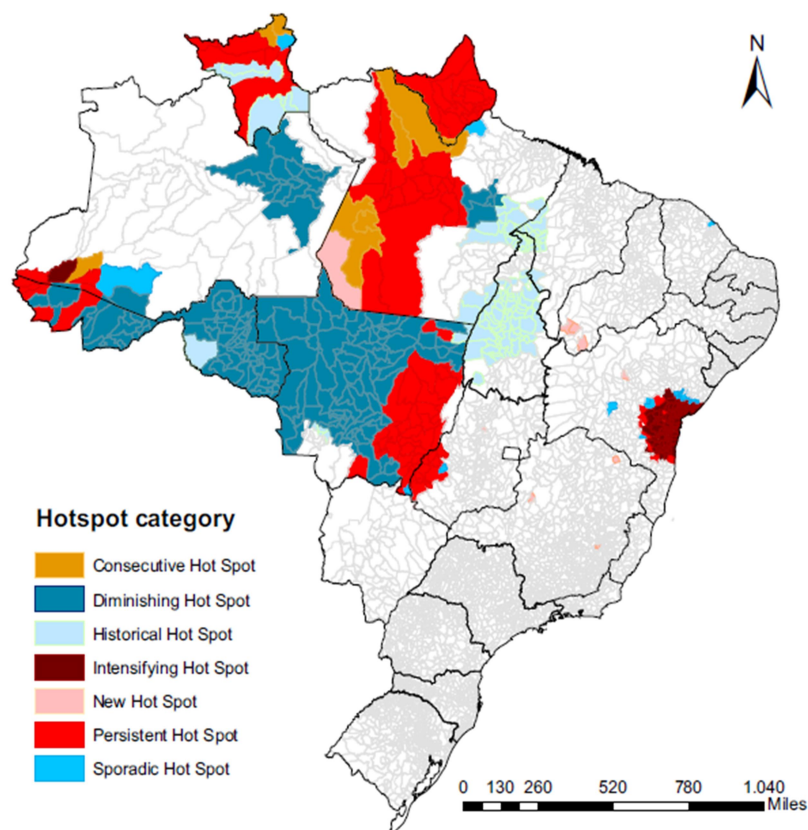 N
Hotspot category
Consecutive Hot Spot
Diminishing Hot Spot
Historical Hot Spot
Intensifying Hot Spot
New Hot Spot
Persistent Hot Spot
Sporadic Hot Spot
0 130 260 520 780 1.040
Miles